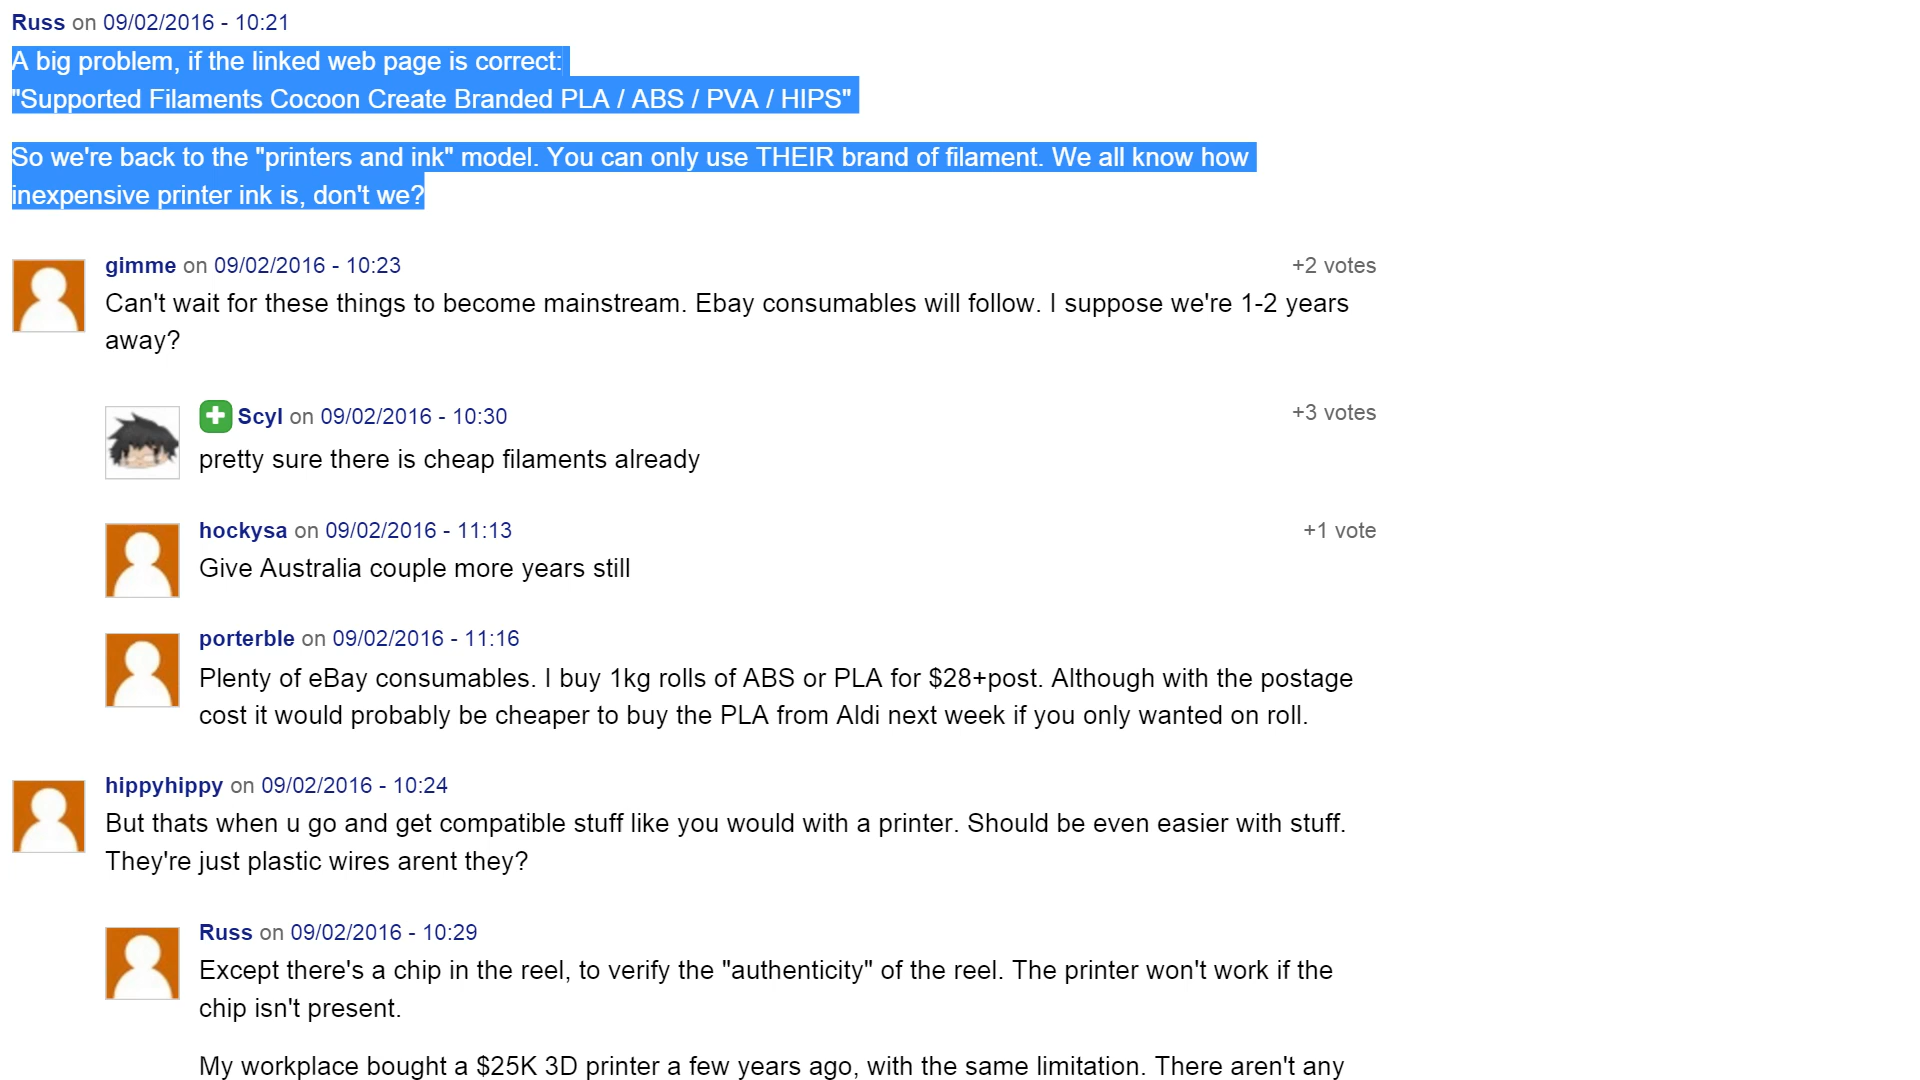 Russ on 09/02/2016 - 10:21
A big problem, if the linked web page is correct:
"Supported Filaments Cocoon Create Branded PLA / ABS / PVA / HIPS"
So we're back to the "printers and ink" model. You can only use THEIR brand of filament. We all know how
inexpensive printer ink is, don't we?
gimme on 09/02/2016 - 10:23
+2 votes
Can't wait for these things to become mainstream. Ebay consumables will follow. I suppose we're 1-2 years
away?
Scyl on 09/02/2016 - 10:30
+3 votes
pretty sure there is cheap filaments already
hockysa on 09/02/2016 - 11:13
+1 vote
Give Australia couple more years still
porterble on 09/02/2016 - 11:16
Plenty of eBay consumables. I buy 1kg rolls of ABS or PLA for $28+post. Although with the postage
cost it would probably be cheaper to buy the PLA from Aldi next week if you only wanted on roll.
hippyhippy on 09/02/2016 - 10:24
But thats when u go and get compatible stuff like you would with a printer. Should be even easier with stuff.
They're just plastic wires arent they?
Russ on 09/02/2016 - 10:29
Except there's a chip in the reel, to verify the "authenticity" of the reel. The printer won't work if the
chip isn't present.
My workplace bought a $25K 3D printer a few years ago, with the same limitation. There aren't any